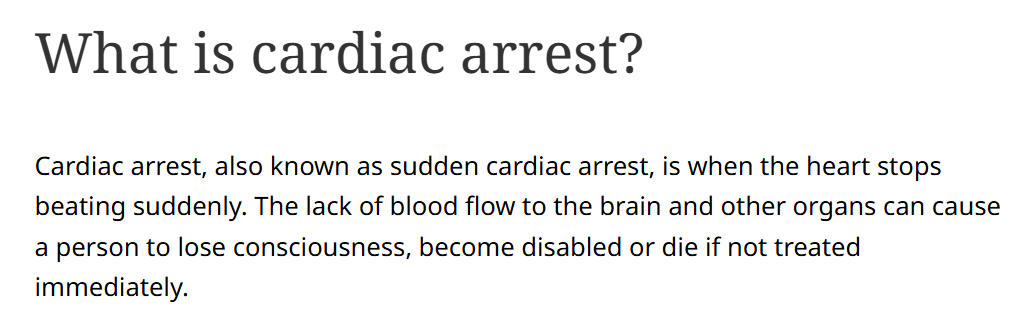 What is cardiac arrest?
Cardiac arrest, also known as sudden cardiac arrest, is when the heart stops
beating suddenly. The lack of blood flow to the brain and other organs can cause
a person to lose consciousness, become disabled or die if not treated
immediately.